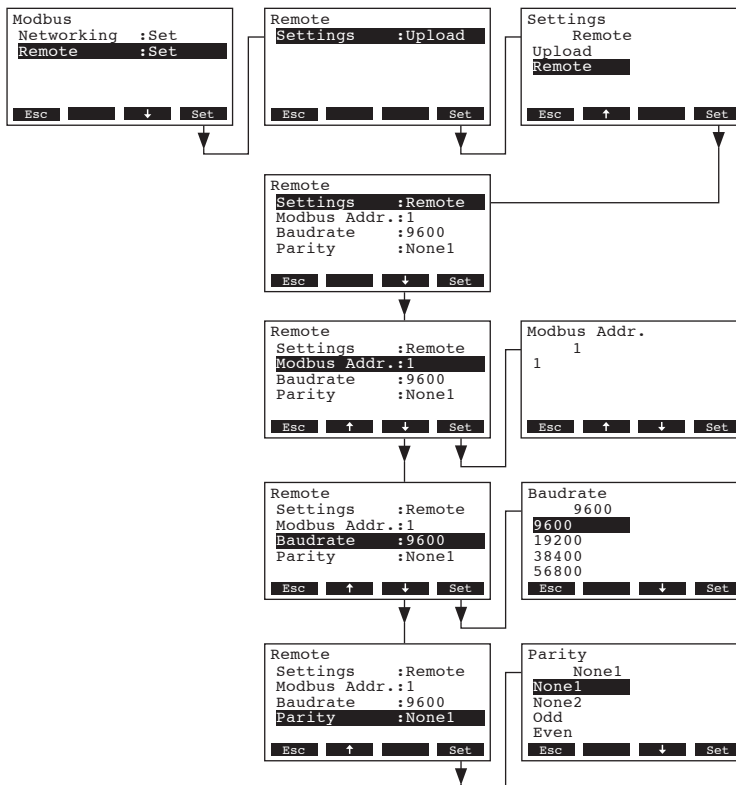 Modbus
Networking :Set
Remote :Set
Esc ↓ Set
Remote
Settings :Upload
Esc Set
Settings
Remote
Upload
Remote
Esc ↑ Set
Remote
Settings :Remote
Modbus Addr.:1
Baudrate :9600
Parity :None1
Esc ↓ Set
Remote
Settings :Remote
Modbus Addr.:1
Baudrate :9600
Parity :None1
Esc ↑ ↓ Set
Modbus Addr.
1
1
Esc ↑ ↓ Set
Remote
Settings :Remote
Modbus Addr.:1
Baudrate :9600
Parity :None1
Esc ↑ ↓ Set
Baudrate
9600
9600
19200
38400
56800
Esc ↓ Set
Remote
Settings :Remote
Modbus Addr.:1
Baudrate :9600
Parity :None1
Esc ↑ Set
Parity
None1
None1
None2
Odd
Even
Esc ↓ Set